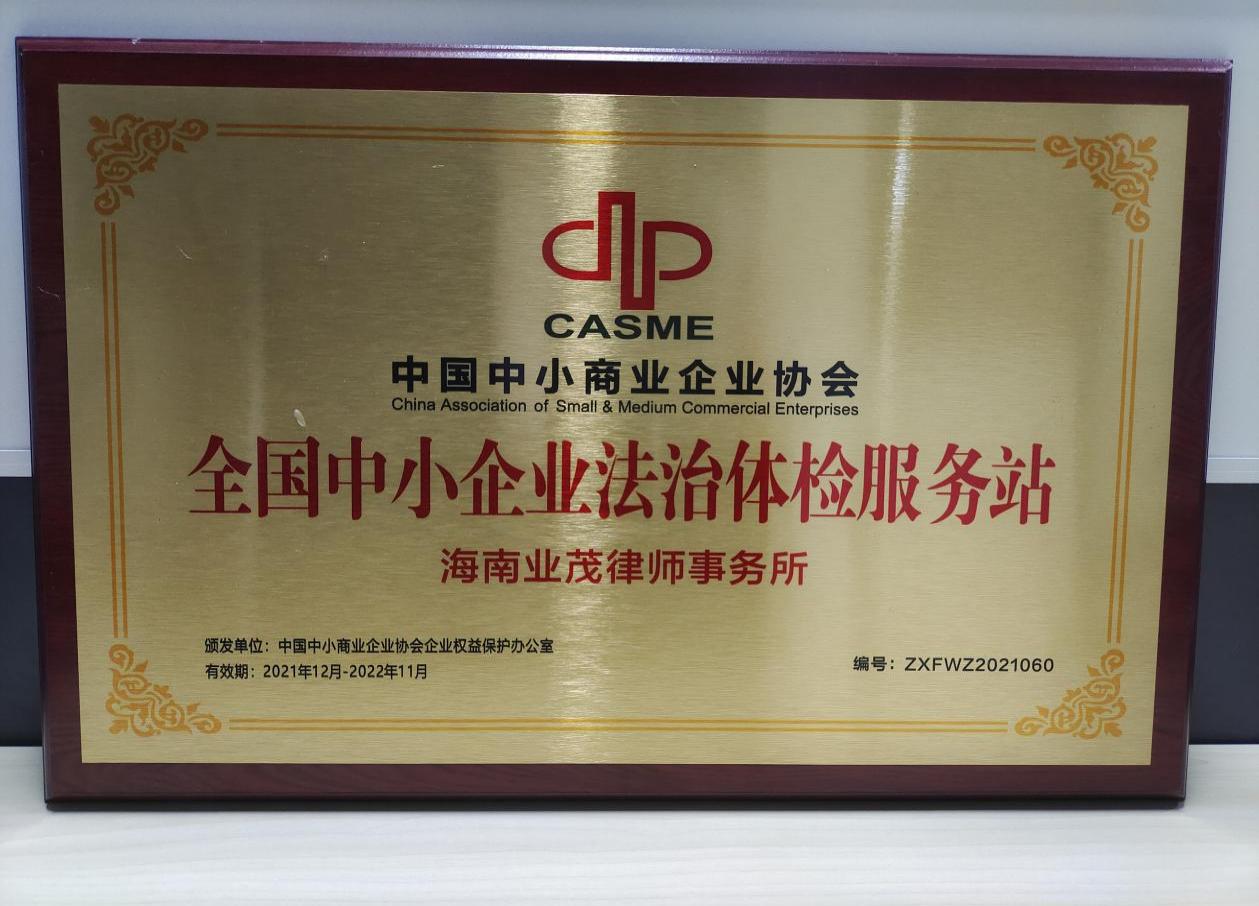 CASME
中国中小商业企业协会
China Association of Small & Medium Commercial Enterprises
全国中小企业法治体检服务站
海南业茂律师事务所
颁发单位：中国中小商业企业协会企业权益保护办公室
有效期：2021年12月-2022年11月
编号：ZXFWZ2021060